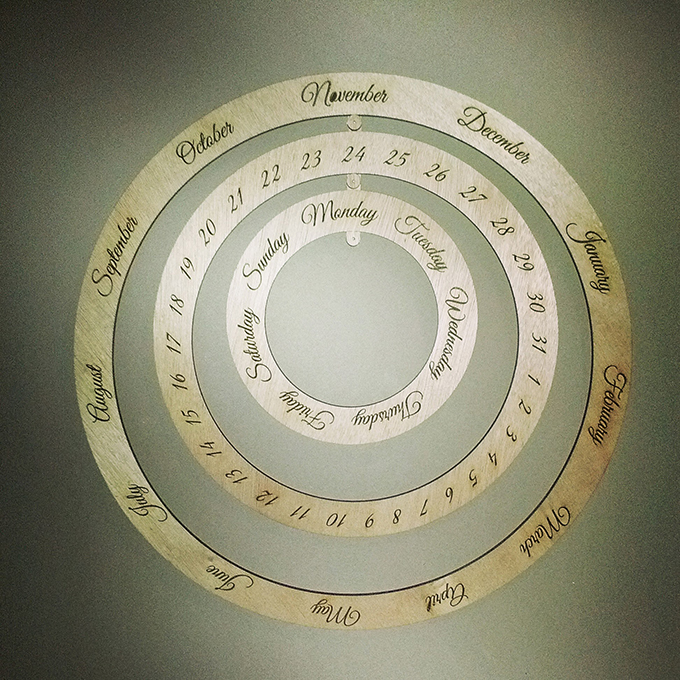 November
December
January
February
March
April
May
June
July
August
September
October
24
25
26
27
28
29
30
31
1
2
3
4
5
6
7
8
9
10
11
12
13
14
15
16
17
18
19
20
21
22
23
Monday
Tuesday
Wednesday
Thursday
Friday
Saturday
Sunday